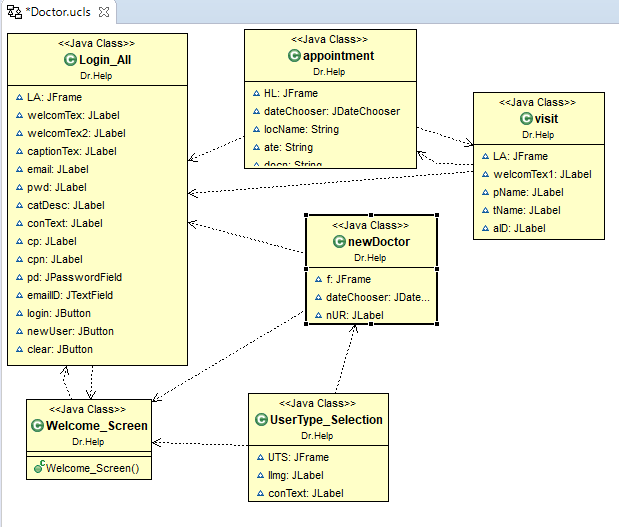 *Doctor.ucls
<<Java Class>>
Login_All
Dr.Help
LA: JFrame
welcomTex: JLabel
welcomTex2: JLabel
captionTex: JLabel
email: JLabel
pwd: JLabel
catDesc: JLabel
conText: JLabel
cp: JLabel
cpn: JLabel
pd: JPasswordField
emailID: JTextField
login: JButton
newUser: JButton
clear: JButton
<<Java Class>>
appointment
Dr.Help
HL: JFrame
dateChooser: JDateChooser
locName: String
ate: String
docn: String
<<Java Class>>
visit
Dr.Help
LA: JFrame
welcomTex1: JLabel
pName: JLabel
tName: JLabel
aID: JLabel
<<Java Class>>
newDoctor
Dr.Help
f: JFrame
dateChooser: JDate...
nUR: JLabel
<<Java Class>>
Welcome_Screen
Dr.Help
Welcome_Screen()
<<Java Class>>
UserType_Selection
Dr.Help
UTS: JFrame
JLabel
conText: JLabel